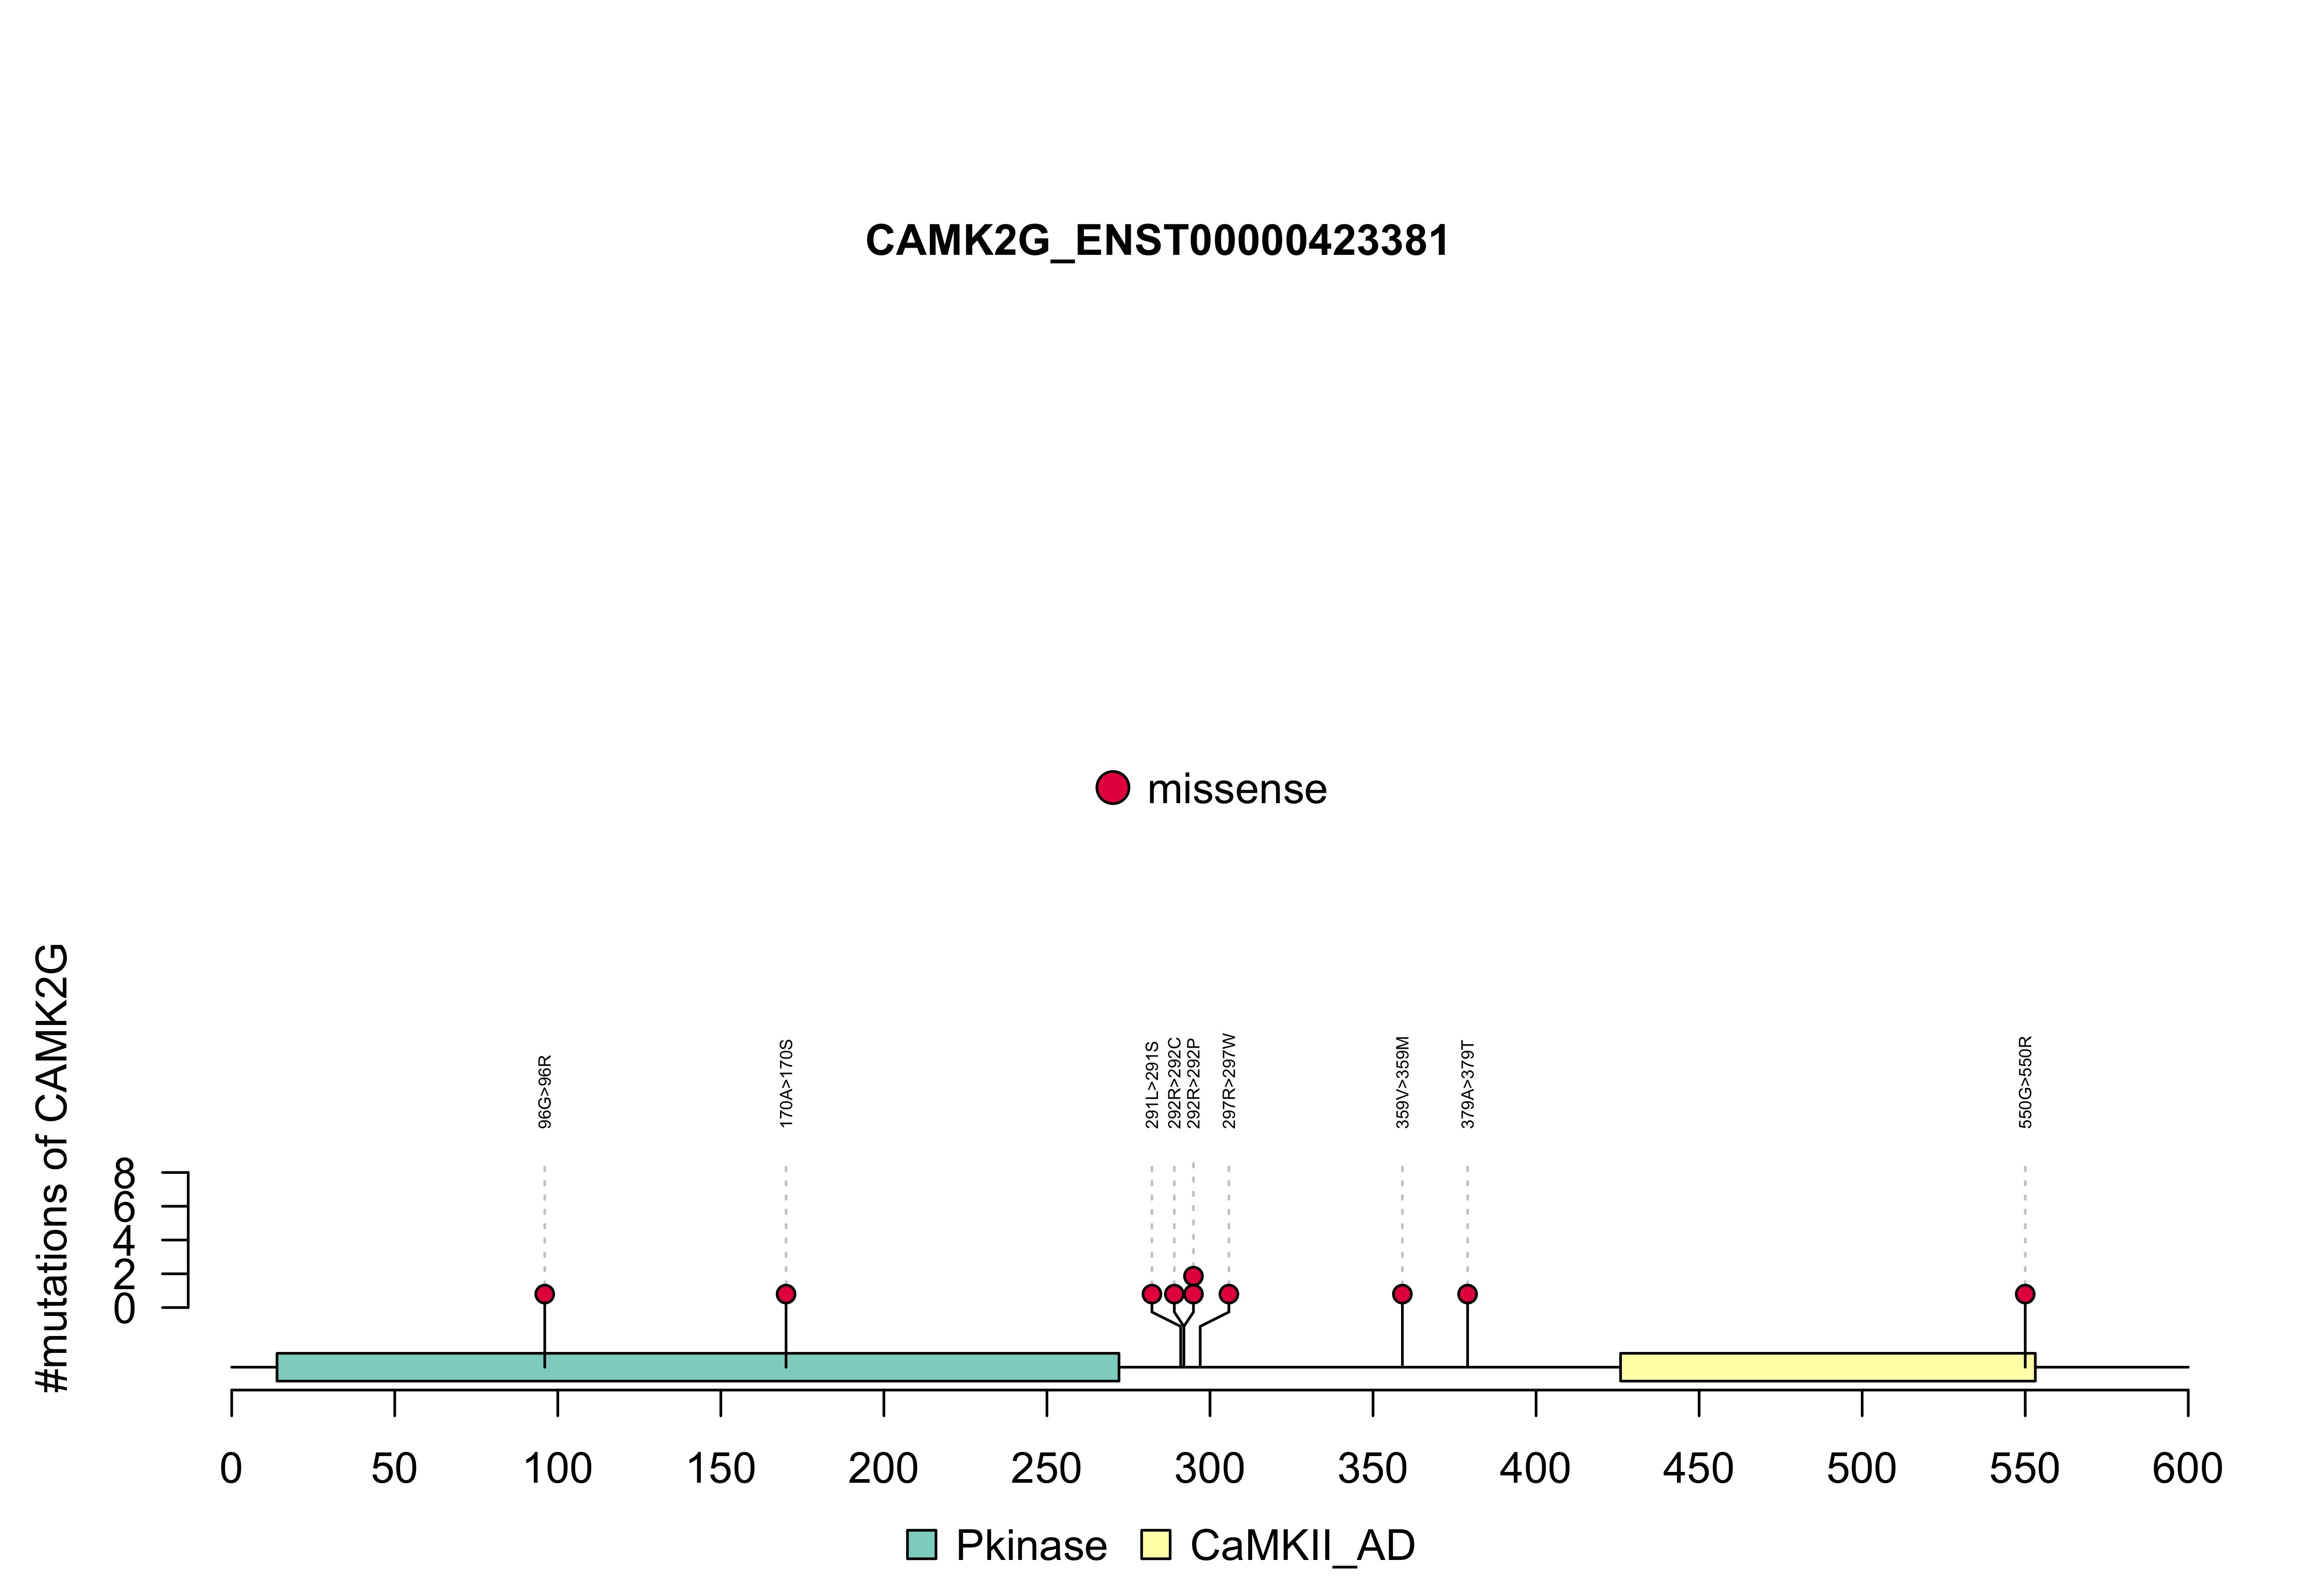 CAMK2G_ENST00000423381
missense
#mutations of CAMK2G
96G>96R
170A>170S
291L>291S
292R>292C
292R>292P
297R>297W
359V>359M
379A>379T
550G>550R
8
6
4
2
0
0 50 100 150 200 250 300 350 400 450 500 550 600
Pkinase CaMKII_AD